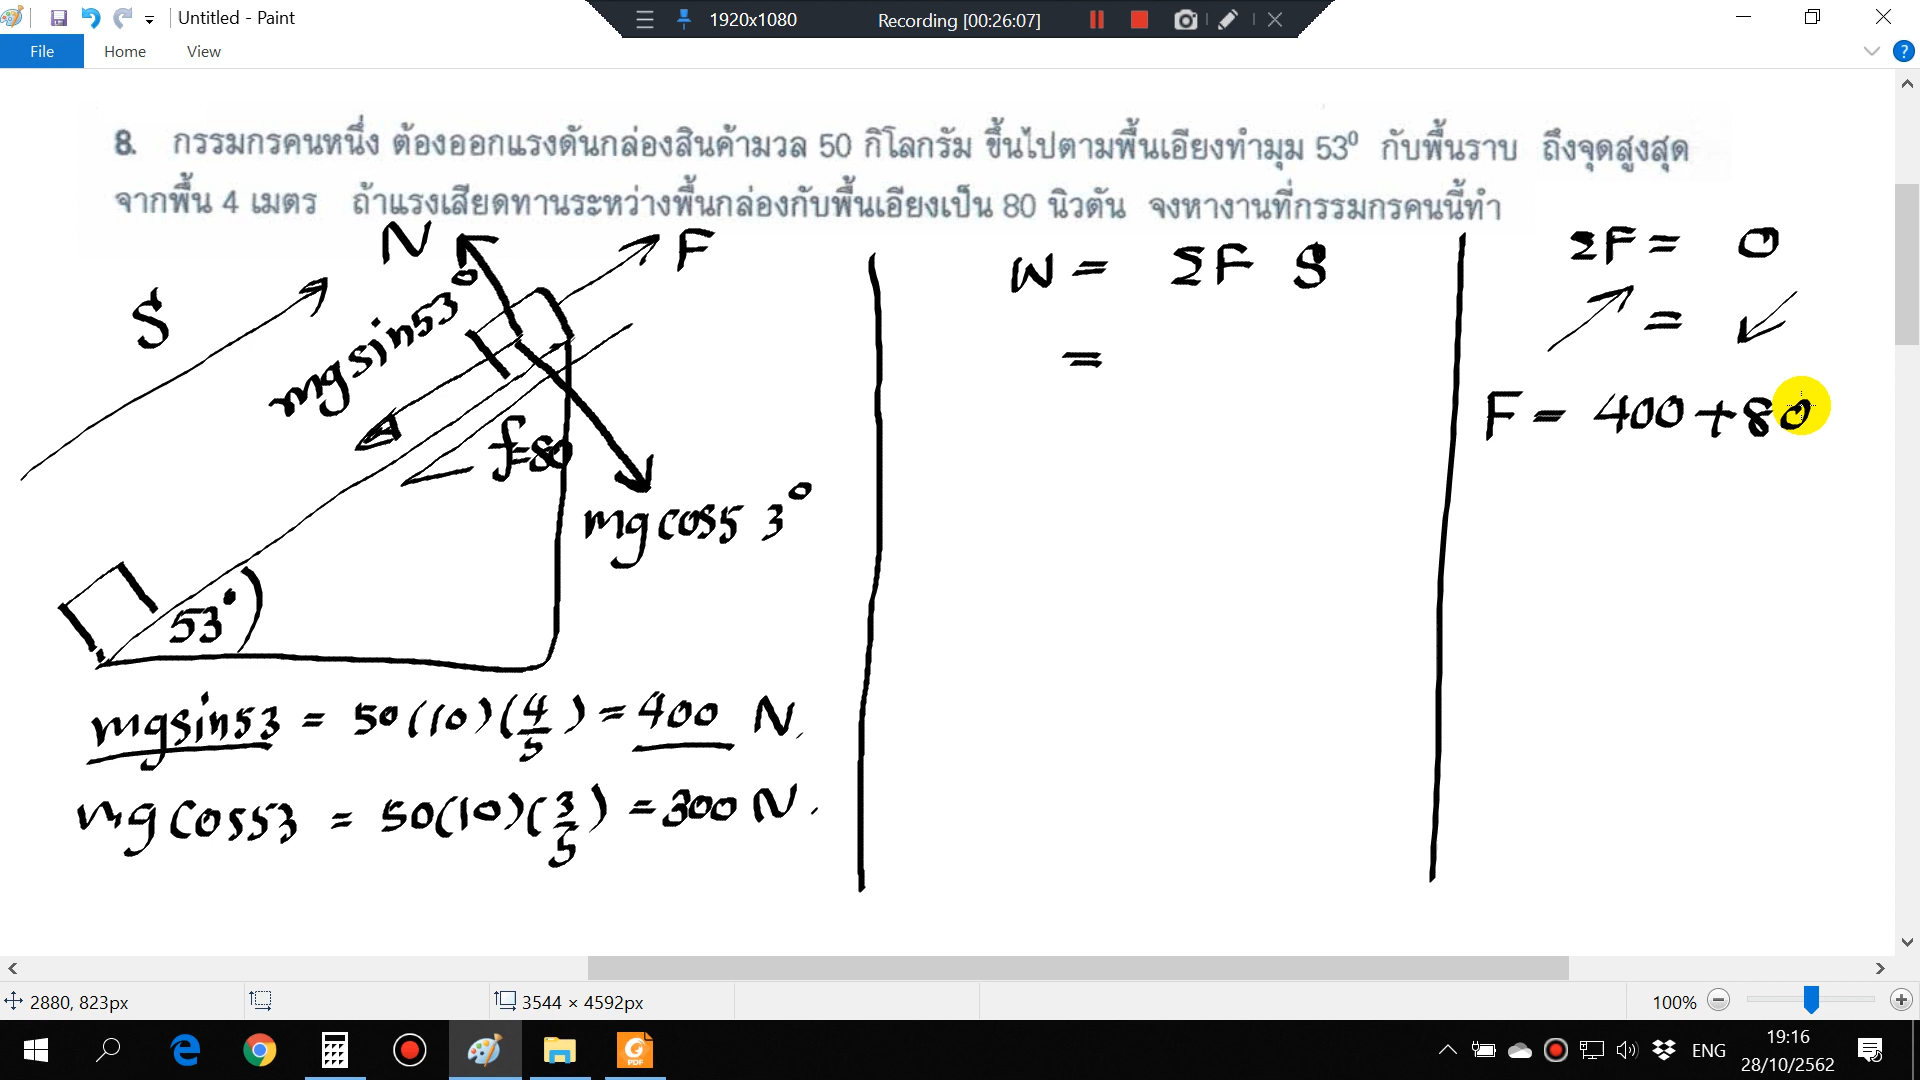 Untitled - Paint
1920x1080
Recording [00:26:07]
File Home View
8. กรรมกรคนหนึ่ง ต้องออกแรงดันกล่องสินค้ามวล 50 กิโลกรัม ขึ้นไปตามพื้นเอียงทำมุม 53⁰ กับพื้นราบ ถึงจุดสูงสุด
จากพื้น 4 เมตร ถ้าแรงเสียดทานระหว่างพื้นกล่องกับพื้นเอียงเป็น 80 นิวตัน จงหางานที่กรรมกรคนนี้ทำ
N
F
S
mgsin53°
f=80
mgcos53°
53°
mgsin53 = 50(10)(4/5) = 400 N.
mgcos53 = 50(10)(3/5) = 300 N.
W = ΣF S
=
ΣF = 0
↗ = ↙
F = 400+80
2880, 823px
3544 × 4592px
100%
PDF
ENG
19:16
28/10/2562